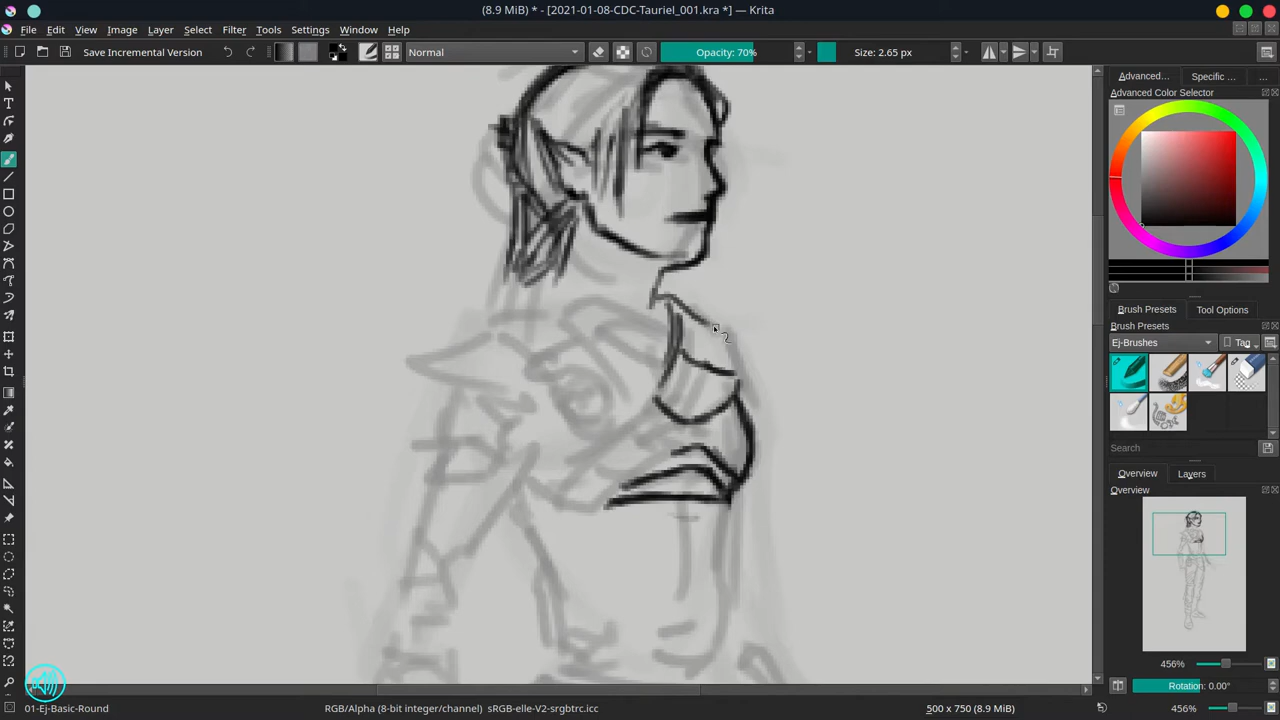 (8.9 MiB) * - [2021-01-08-CDC-Tauriel_001.kra *] — Krita
File Edit View Image Layer Select Filter Tools Settings Window Help
Save Incremental Version Normal Opacity: 70% Size: 2.65 px
Advanced... Specific ... ...
Advanced Color Selector
Brush Presets Tool Options
Brush Presets
Ej-Brushes Tag
Search
Overview Layers
Overview
456%
Rotation: 0.00°
01-Ej-Basic-Round RGB/Alpha (8-bit integer/channel) sRGB-elle-V2-srgbtrc.icc 500 x 750 (8.9 MiB) 456%